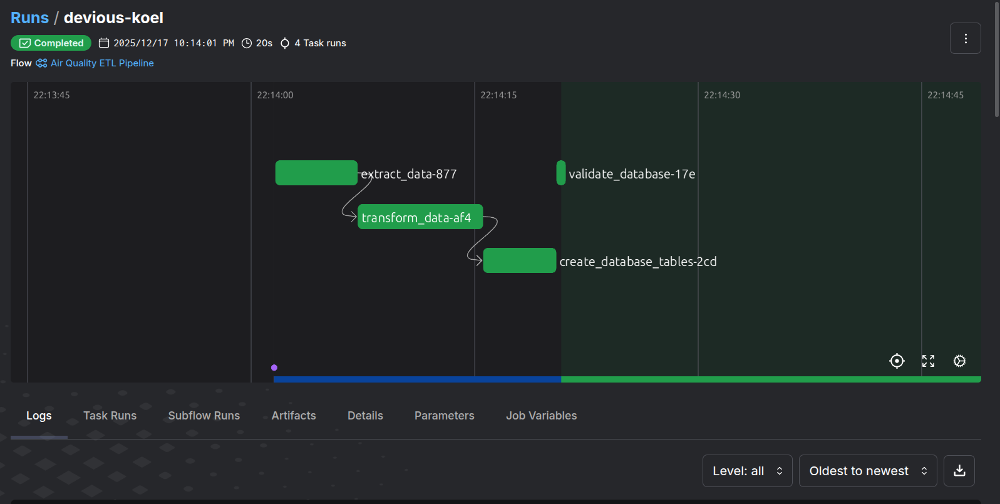 Runs / devious-koel
Completed 2025/12/17 10:14:01 PM 20s 4 Task runs
Flow Air Quality ETL Pipeline
22:13:45 22:14:00 22:14:15 22:14:30 22:14:45
extract_data-877 validate_database-17e
transform_data-af4
create_database_tables-2cd
Logs Task Runs Subflow Runs Artifacts Details Parameters Job Variables
Level: all Oldest to newest